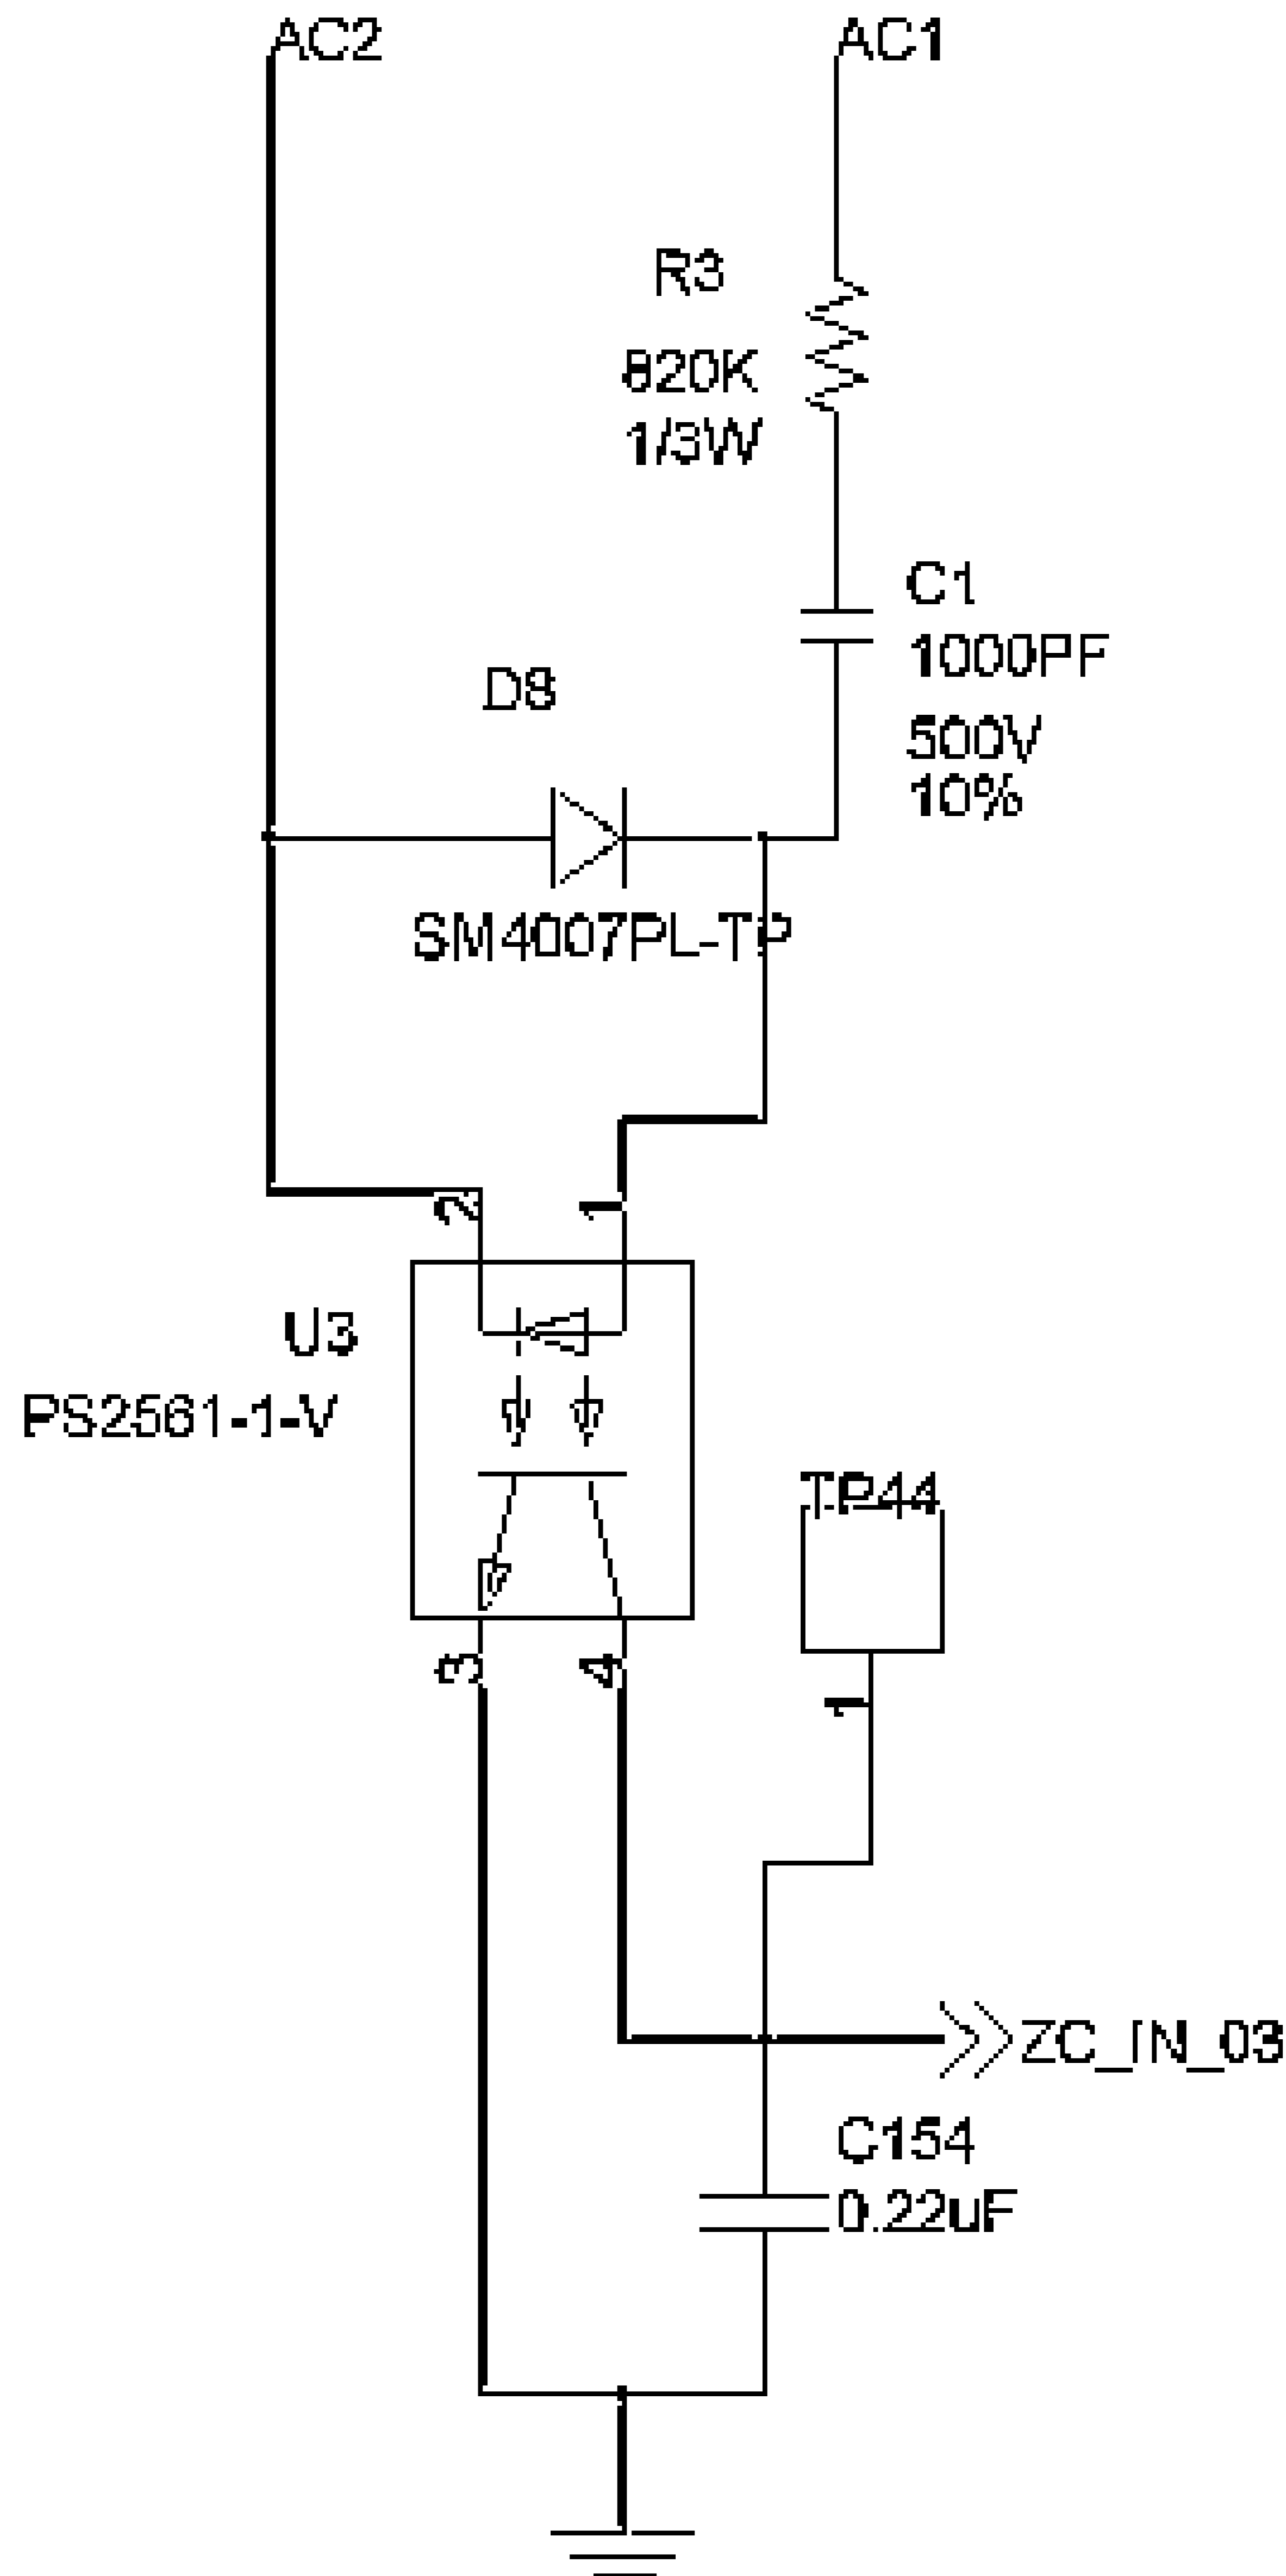 AC2
AC1
R3
820K
1/3W
C1
1000PF
500V
10%
D8
SM4007PL-TP
2
1
U3
PS2561-1-V
TP44
3
4
1
ZC_IN_03
C154
0.22uF